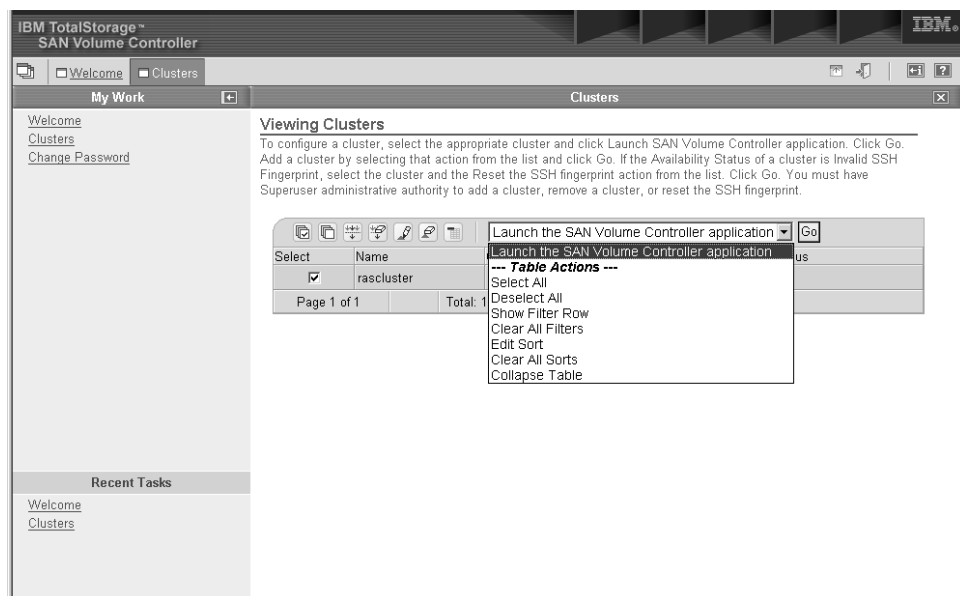 IBM TotalStorage™
SAN Volume Controller
IBM®
Welcome
Clusters
My Work
Clusters
Welcome
Clusters
Change Password
Viewing Clusters
To configure a cluster, select the appropriate cluster and click Launch SAN Volume Controller application. Click Go.
Add a cluster by selecting that action from the list and click Go. If the Availability Status of a cluster is Invalid SSH
Fingerprint, select the cluster and the Reset the SSH fingerprint action from the list. Click Go. You must have
Superuser administrative authority to add a cluster, remove a cluster, or reset the SSH fingerprint.
Launch the SAN Volume Controller application Go
Select Name us
Launch the SAN Volume Controller application
--- Table Actions ---
Select All
Deselect All
Show Filter Row
Clear All Filters
Edit Sort
Clear All Sorts
Collapse Table
rascluster
Page 1 of 1 Total: 1
Recent Tasks
Welcome
Clusters